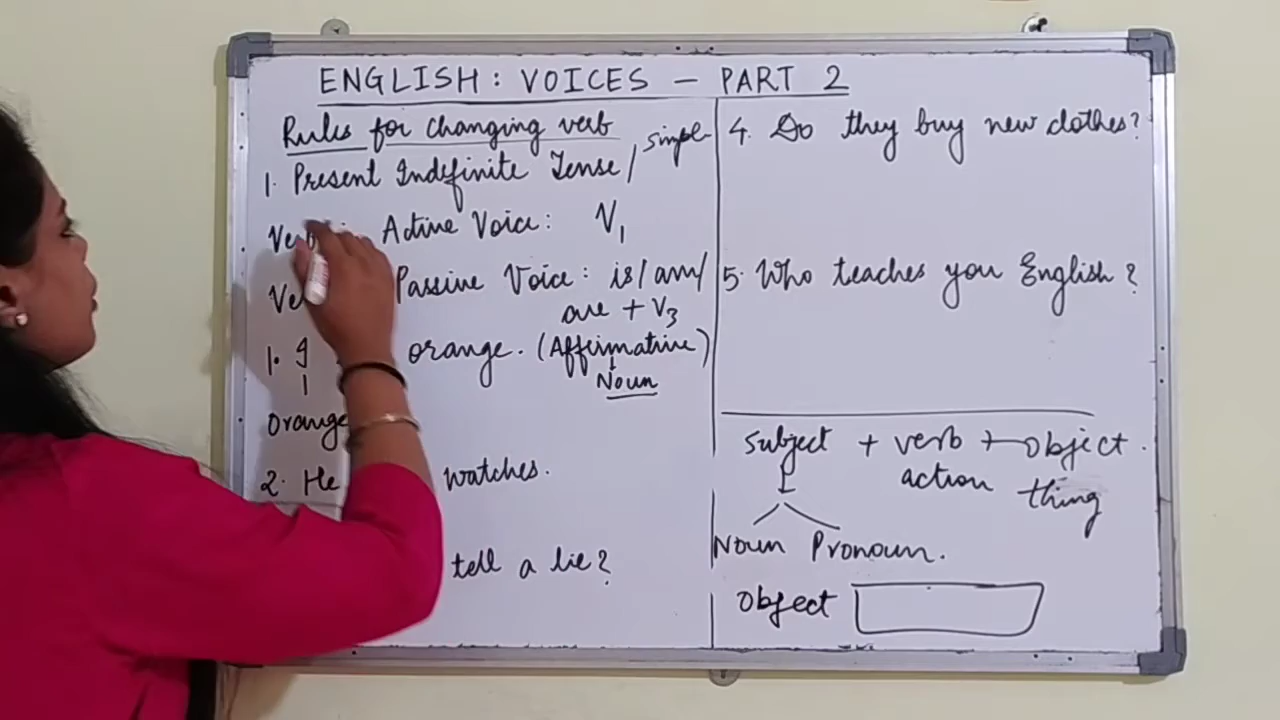 ENGLISH: VOICES - PART 2
Rules for changing verb
1. Present Indefinite Tense / simple
Active Voice: V1
Passive Voice: is/am/
are + V3
1. I orange. (Affirmative)
Noun
Orange
2. He watches.
tell a lie?
4. Do they buy new clothes?
5. Who teaches you English?
subject + verb + object.
action thing
Noun Pronoun.
Object